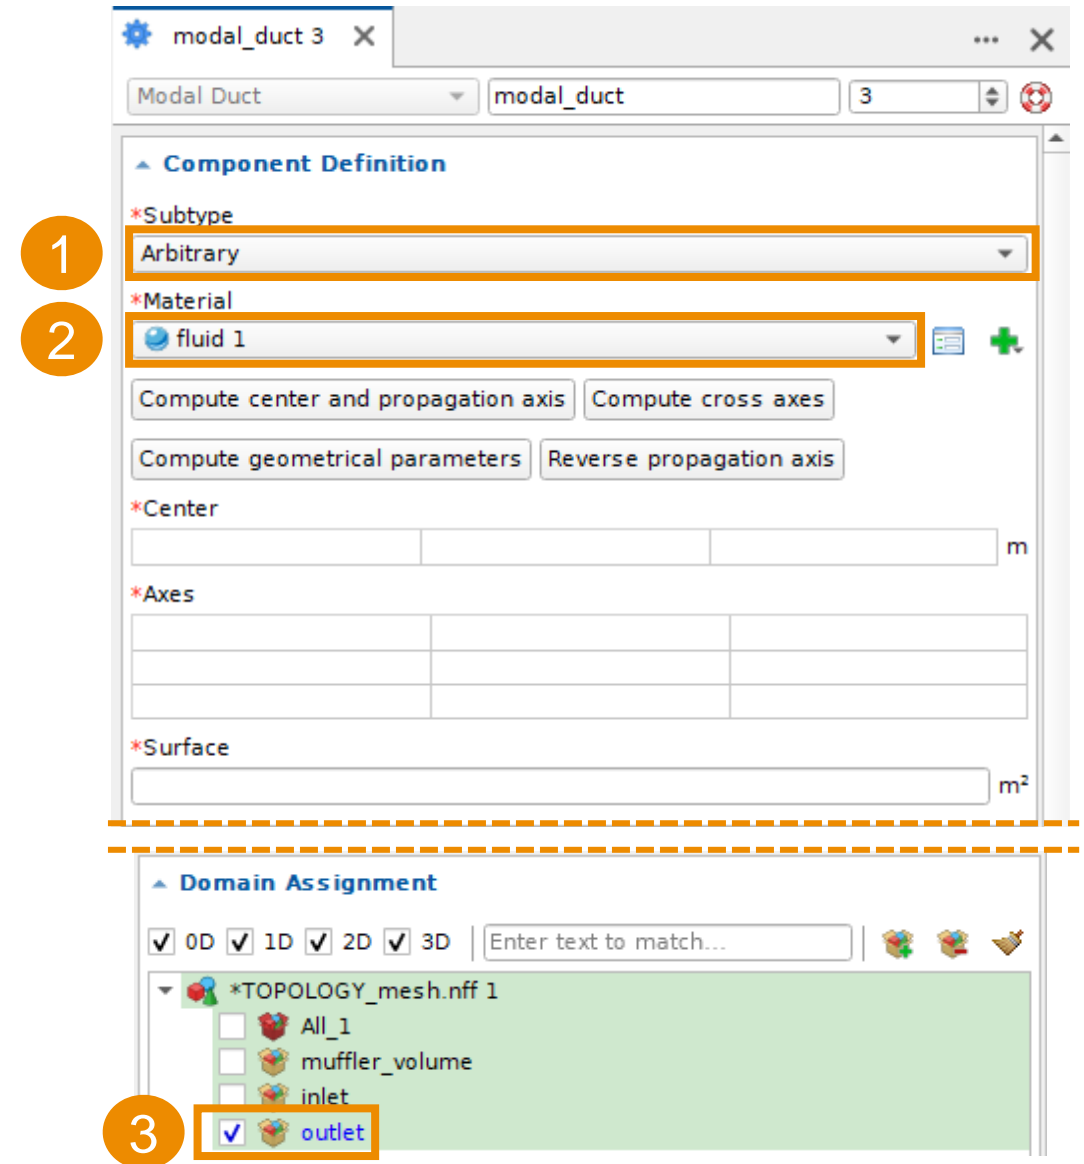 modal_duct 3
Modal Duct modal_duct 3
Component Definition
*Subtype
1 Arbitrary
*Material
2 fluid 1
Compute center and propagation axis Compute cross axes
Compute geometrical parameters Reverse propagation axis
*Center
m
*Axes
*Surface
m²
Domain Assignment
0D 1D 2D 3D Enter text to match...
*TOPOLOGY_mesh.nff 1
All_1
muffler_volume
inlet
3 outlet